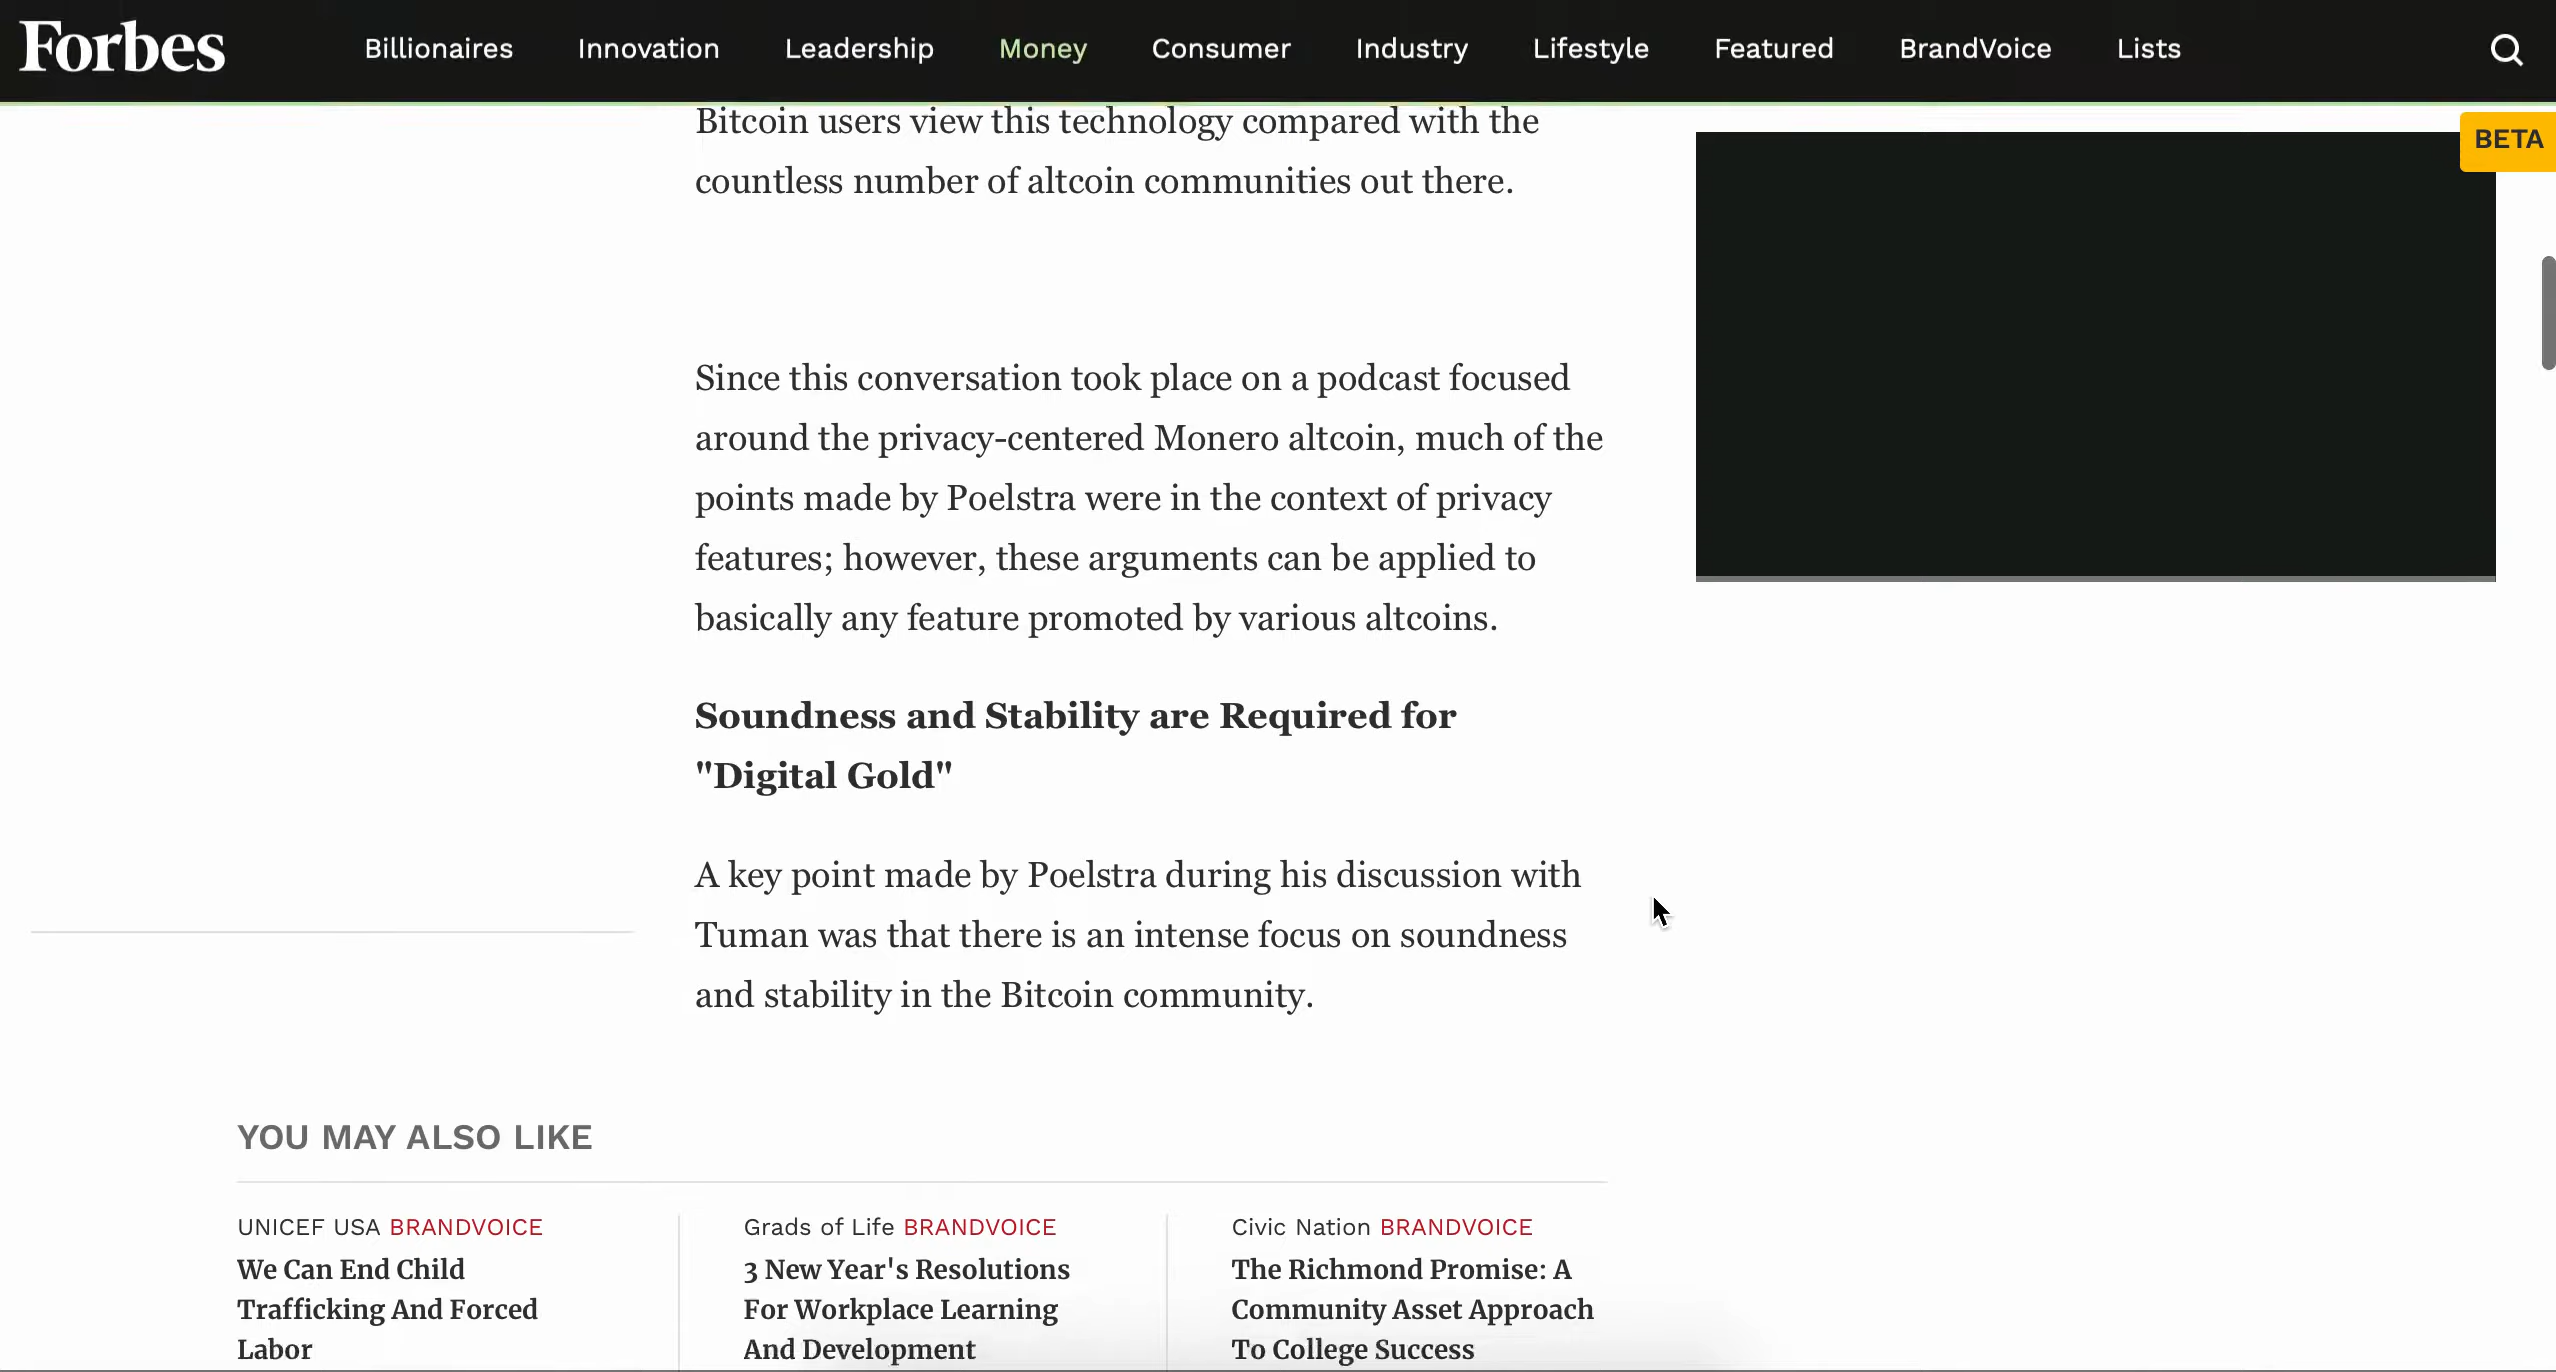 Forbes
Billionaires Innovation Leadership Money Consumer Industry Lifestyle Featured BrandVoice Lists
BETA
Bitcoin users view this technology compared with the
countless number of altcoin communities out there.
Since this conversation took place on a podcast focused
around the privacy-centered Monero altcoin, much of the
points made by Poelstra were in the context of privacy
features; however, these arguments can be applied to
basically any feature promoted by various altcoins.
Soundness and Stability are Required for
"Digital Gold"
A key point made by Poelstra during his discussion with
Tuman was that there is an intense focus on soundness
and stability in the Bitcoin community.
YOU MAY ALSO LIKE
UNICEF USA BRANDVOICE
We Can End Child
Trafficking And Forced
Labor
Grads of Life BRANDVOICE
3 New Year's Resolutions
For Workplace Learning
And Development
Civic Nation BRANDVOICE
The Richmond Promise: A
Community Asset Approach
To College Success